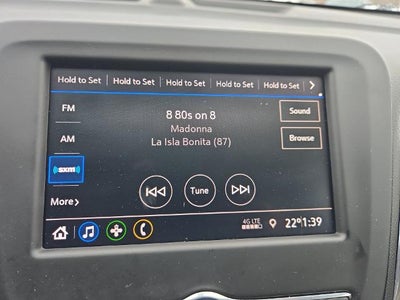 Hold to Set Hold to Set Hold to Set Hold to Set Hold to Set >
FM
8 80s on 8
Sound
Madonna
AM
La Isla Bonita (87)
Browse
sxm
Tune
More >
4G LTE
22° 1:39